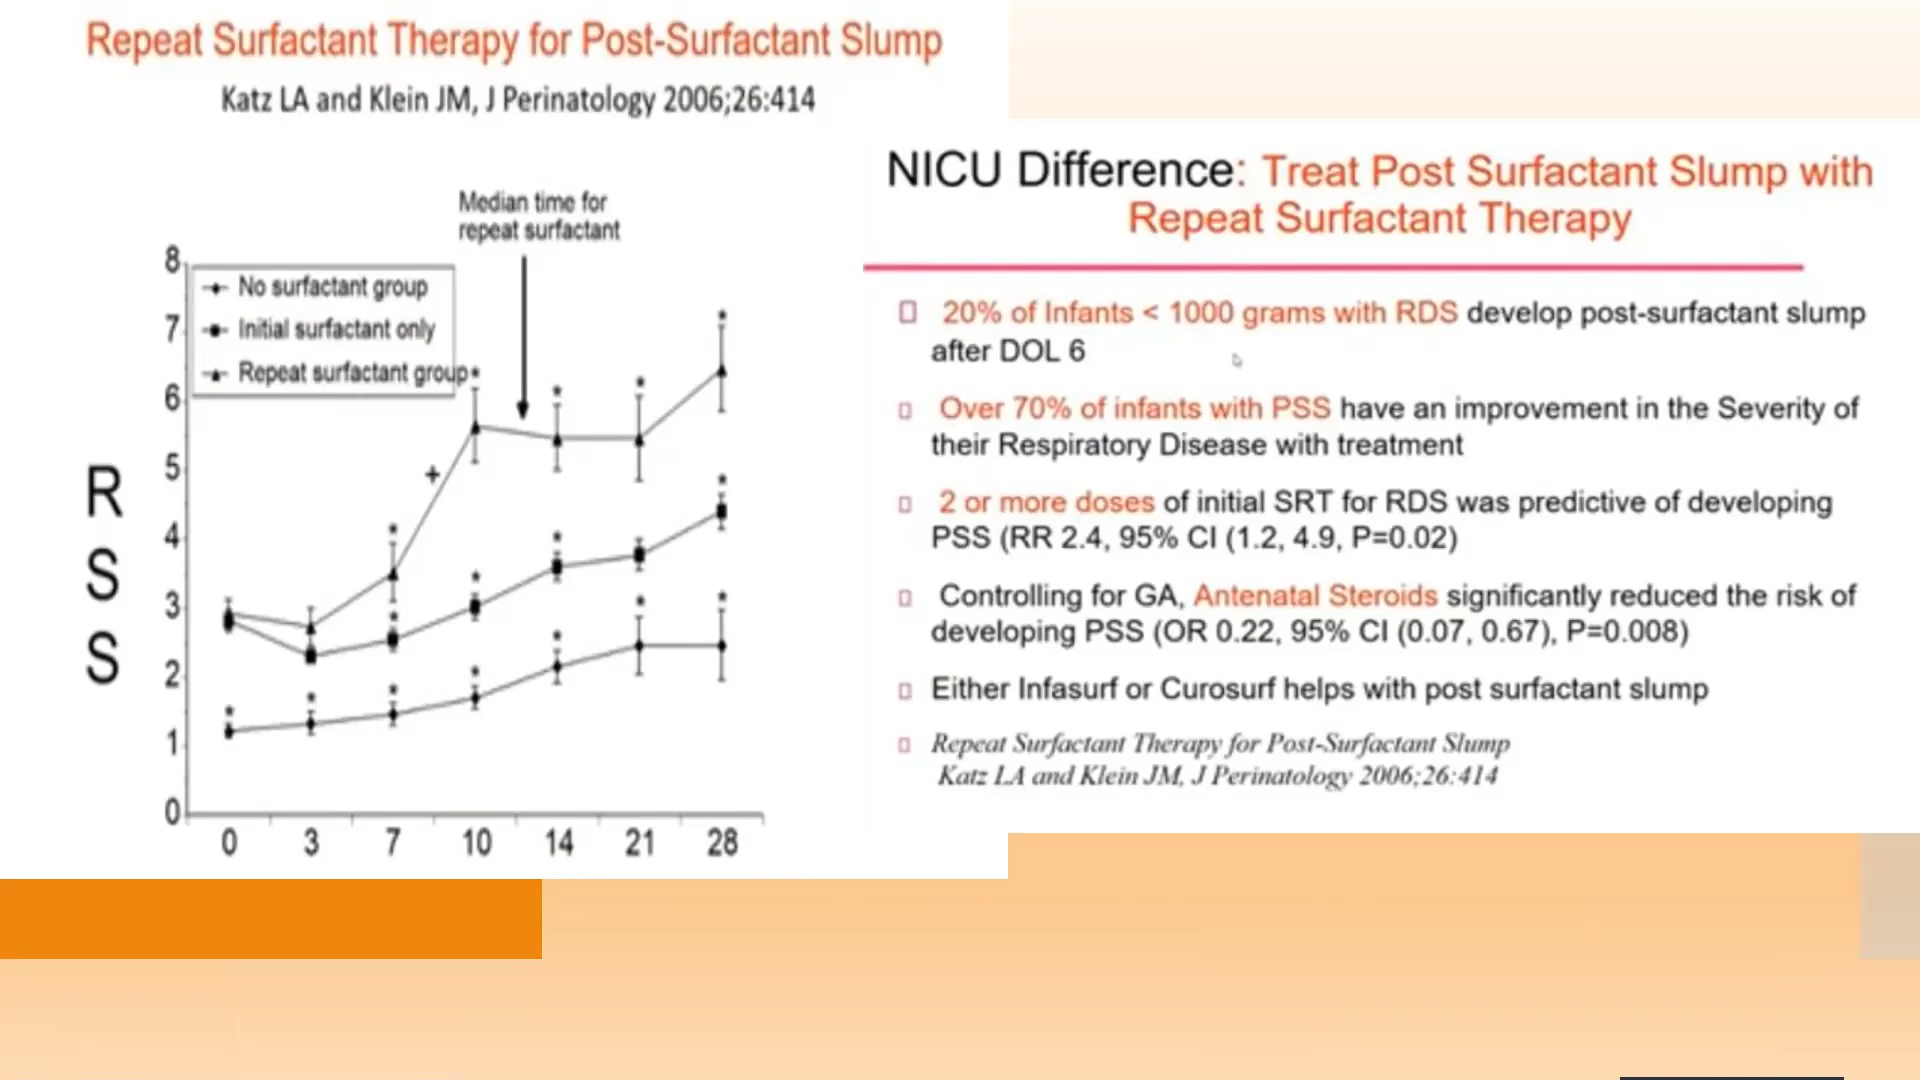 Repeat Surfactant Therapy for Post-Surfactant Slump
Katz LA and Klein JM, J Perinatology 2006;26:414
Median time for
repeat surfactant
8
7
6
5
4
3
2
1
0
No surfactant group
Initial surfactant only
Repeat surfactant group
+
R
S
S
0 3 7 10 14 21 28
NICU Difference: Treat Post Surfactant Slump with
Repeat Surfactant Therapy
20% of Infants < 1000 grams with RDS develop post-surfactant slump
after DOL 6
Over 70% of infants with PSS have an improvement in the Severity of
their Respiratory Disease with treatment
2 or more doses of initial SRT for RDS was predictive of developing
PSS (RR 2.4, 95% CI (1.2, 4.9, P=0.02)
Controlling for GA, Antenatal Steroids significantly reduced the risk of
developing PSS (OR 0.22, 95% CI (0.07, 0.67), P=0.008)
Either Infasurf or Curosurf helps with post surfactant slump
Repeat Surfactant Therapy for Post-Surfactant Slump
Katz LA and Klein JM, J Perinatology 2006;26:414